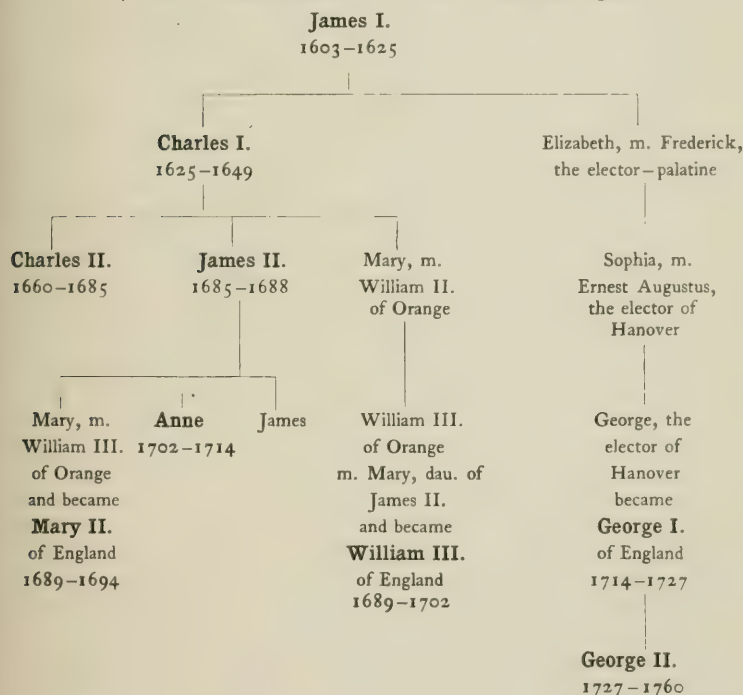 James I.
1603–1625
Charles I.
1625–1649
Elizabeth, m. Frederick,
the elector–palatine
Charles II.
1660–1685
James II.
1685–1688
Mary, m.
William II.
of Orange
Sophia, m.
Ernest Augustus,
the elector of
Hanover
Mary, m.
William III.
of Orange
and became
Mary II.
of England
1689–1694
Anne
1702–1714
James
William III.
of Orange
m. Mary, dau. of
James II.
and became
William III.
of England
1689–1702
George, the
elector of
Hanover
became
George I.
of England
1714–1727
George II.
1727–1760